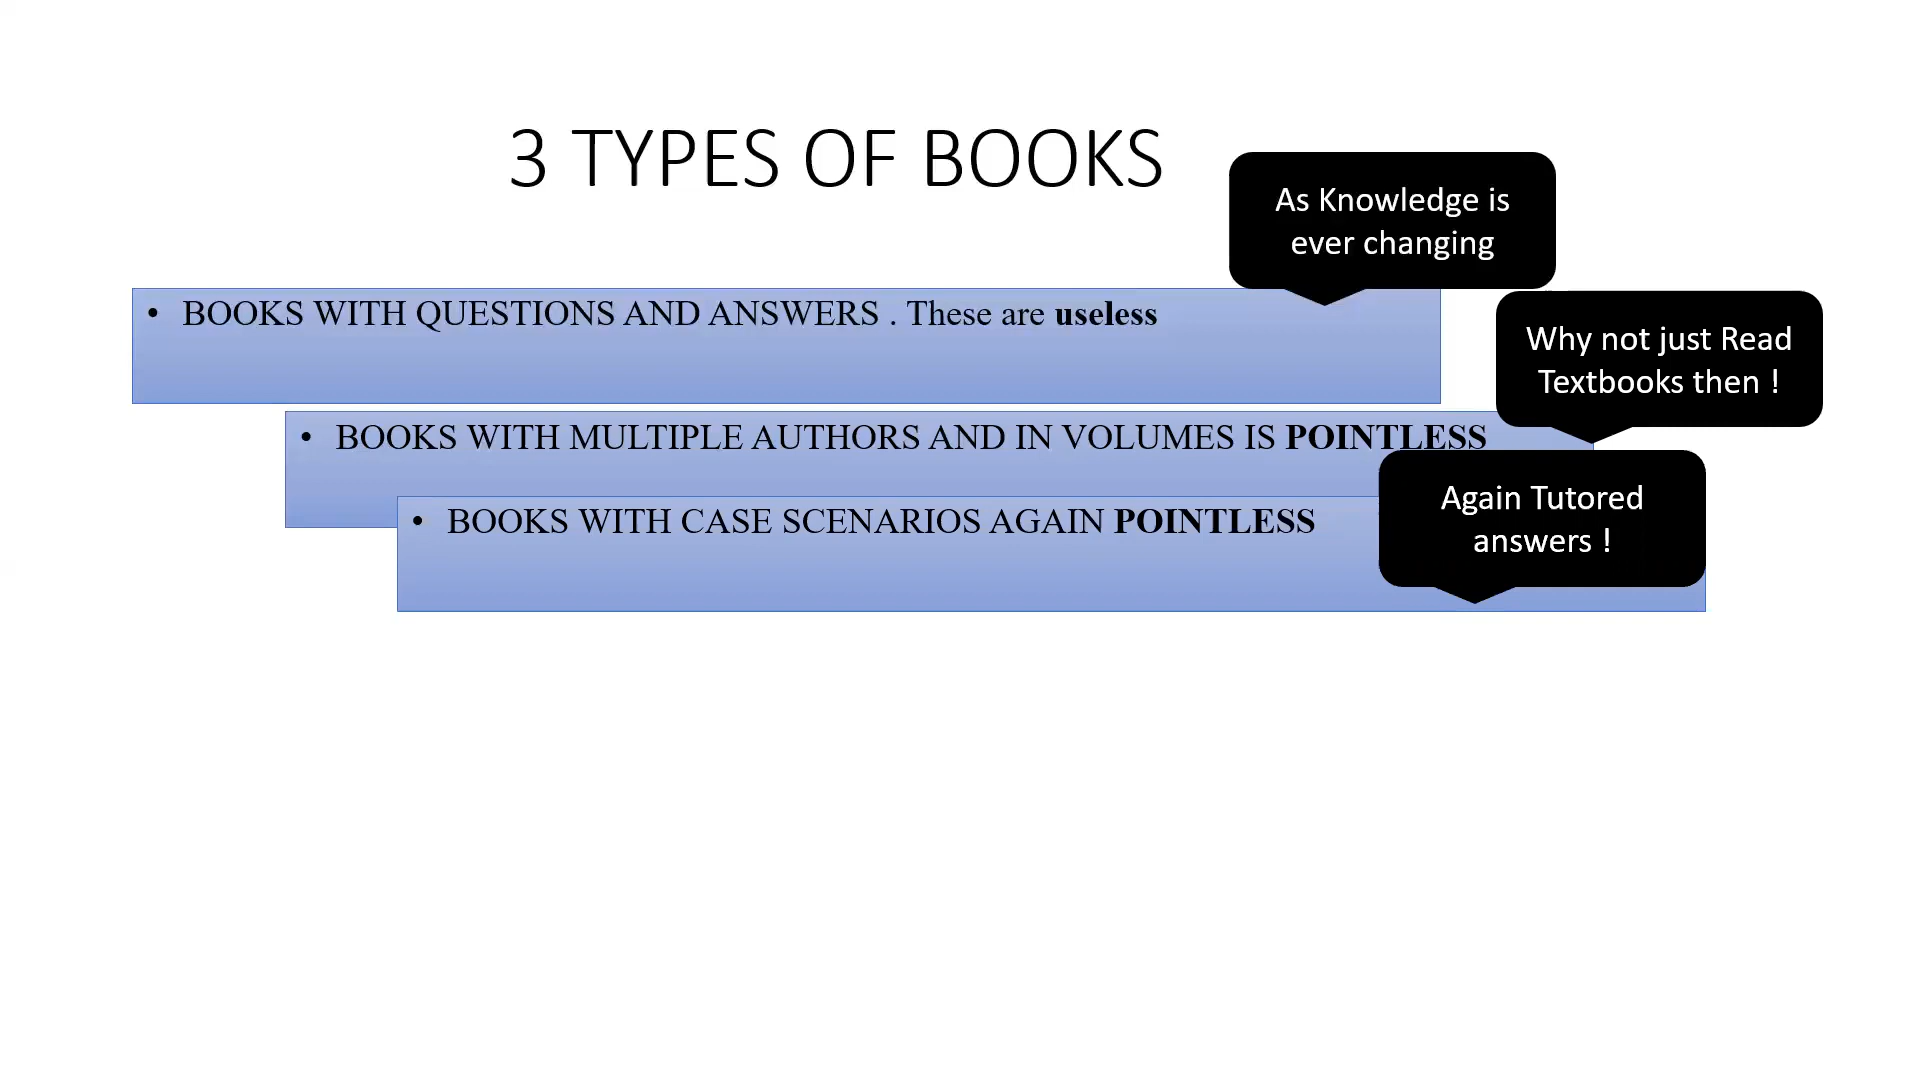 3 TYPES OF BOOKS
As Knowledge is
ever changing
• BOOKS WITH QUESTIONS AND ANSWERS . These are useless
Why not just Read
Textbooks then !
• BOOKS WITH MULTIPLE AUTHORS AND IN VOLUMES IS POINTLESS
Again Tutored
answers !
• BOOKS WITH CASE SCENARIOS AGAIN POINTLESS